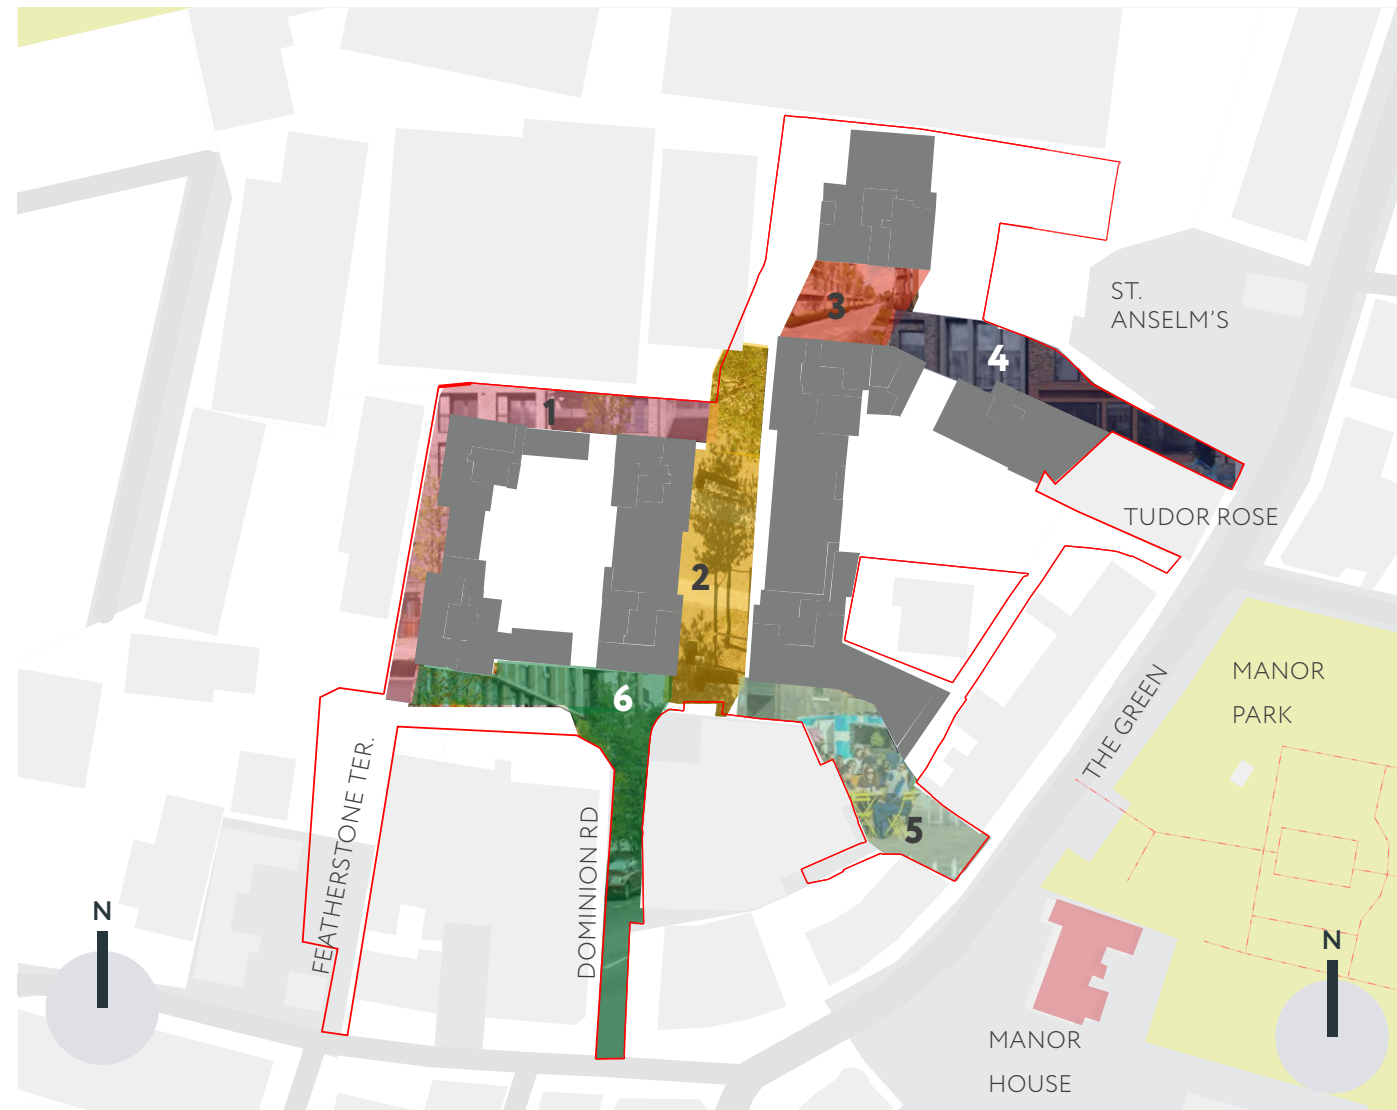 3
ST.
ANSELM'S
4
1
TUDOR ROSE
2
MANOR
PARK
6
THE GREEN
FEATHERSTONE TER.
DOMINION RD
5
N
N
MANOR
HOUSE